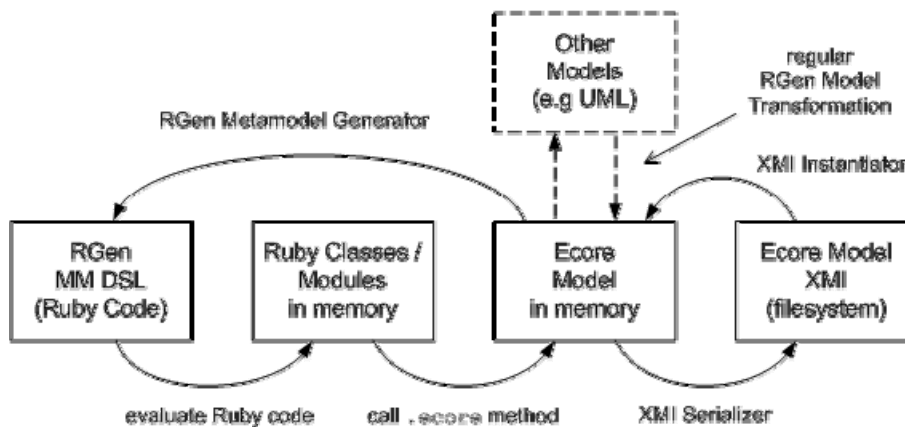 Other
Models
(e.g UML)
regular
RGen Model
Transformation
RGen Metamodel Generator
XMI Instantiator
RGen
MM DSL
(Ruby Code)
Ruby Classes /
Modules
in memory
Ecore
Model
in memory
Ecore Model
XMI
(filesystem)
evaluate Ruby code
call .ecore method
XMI Serializer